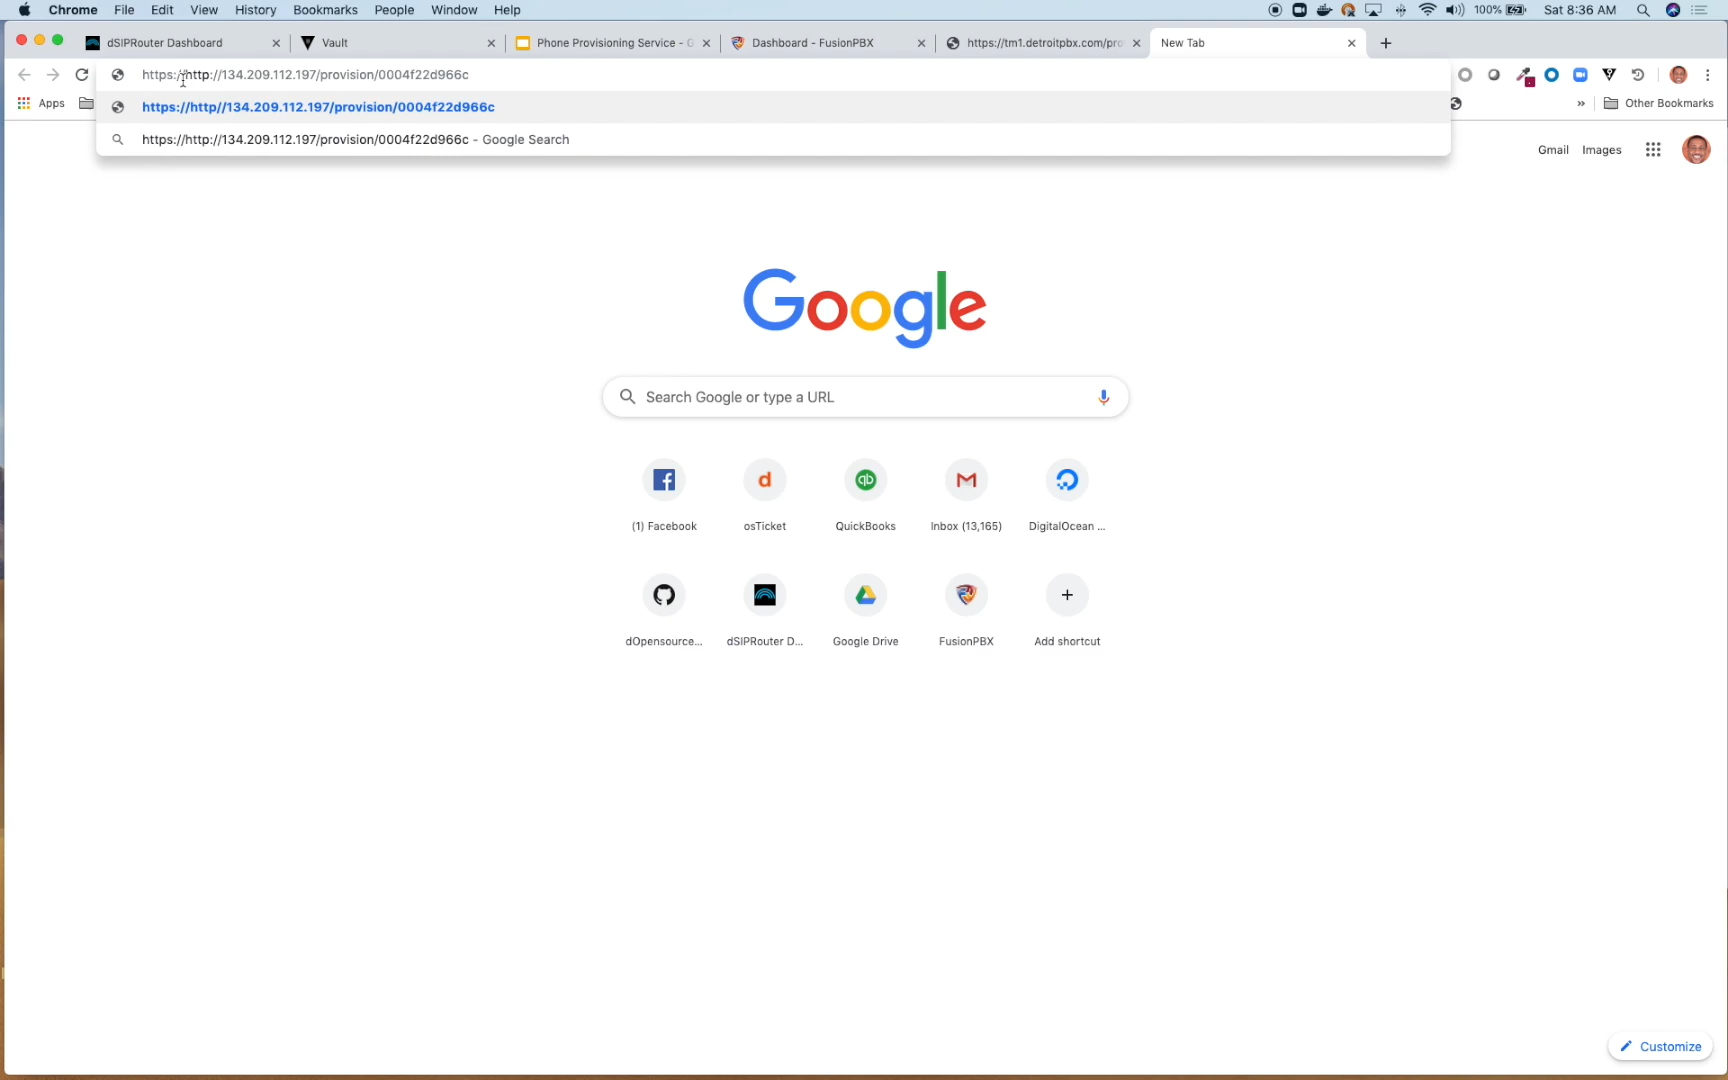 Chrome File Edit View History Bookmarks People Window Help 100% Sat 8:36 AM
dSIPRouter Dashboard Vault Phone Provisioning Service - G Dashboard - FusionPBX https://tm1.detroitpbx.com/pro New Tab
https://http://134.209.112.197/provision/0004f22d966c
Apps https://http//134.209.112.197/provision/0004f22d966c » Other Bookmarks
https://http://134.209.112.197/provision/0004f22d966c - Google Search
Gmail Images
Google
Search Google or type a URL
(1) Facebook osTicket QuickBooks Inbox (13,165) DigitalOcean ...
dOpensource... dSIPRouter D... Google Drive FusionPBX Add shortcut
Customize